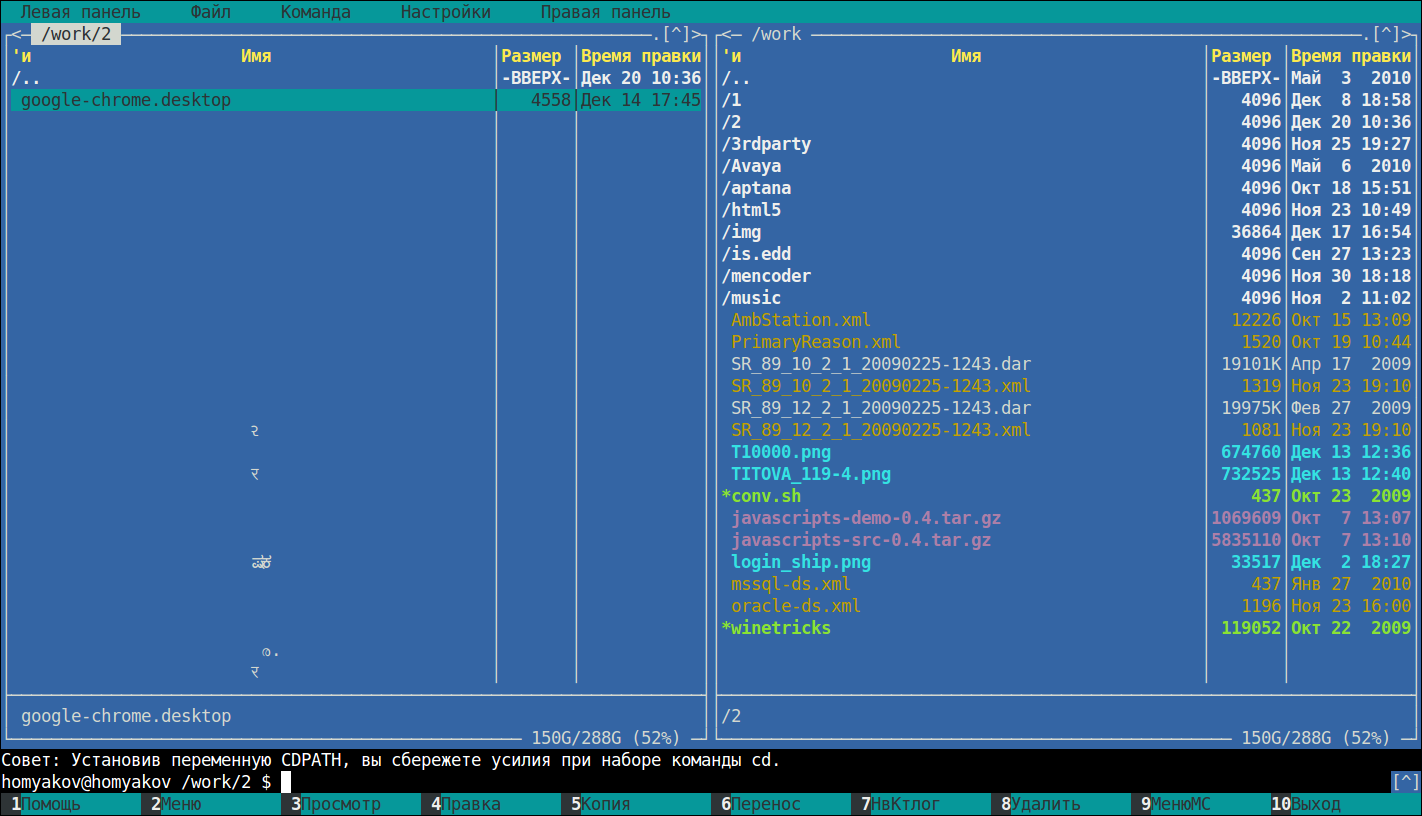 Левая панель Файл Команда Настройки Правая панель
<─ /work/2 .[^]>
'и Имя Размер Время правки
/.. -ВВЕРХ- Дек 20 10:36
google-chrome.desktop 4558 Дек 14 17:45
र
र
.
र
google-chrome.desktop
150G/288G (52%)
<─ /work .[^]>
'и Имя Размер Время правки
/.. -ВВЕРХ- Май 3 2010
/1 4096 Дек 8 18:58
/2 4096 Дек 20 10:36
/3rdparty 4096 Ноя 25 19:27
/Avaya 4096 Май 6 2010
/aptana 4096 Окт 18 15:51
/html5 4096 Ноя 23 10:49
/img 36864 Дек 17 16:54
/is.edd 4096 Сен 27 13:23
/mencoder 4096 Ноя 30 18:18
/music 4096 Ноя 2 11:02
AmbStation.xml 12226 Окт 15 13:09
PrimaryReason.xml 1520 Окт 19 10:44
SR_89_10_2_1_20090225-1243.dar 19101K Апр 17 2009
SR_89_10_2_1_20090225-1243.xml 1319 Ноя 23 19:10
SR_89_12_2_1_20090225-1243.dar 19975K Фев 27 2009
SR_89_12_2_1_20090225-1243.xml 1081 Ноя 23 19:10
T10000.png 674760 Дек 13 12:36
TITOVA_119-4.png 732525 Дек 13 12:40
*conv.sh 437 Окт 23 2009
javascripts-demo-0.4.tar.gz 1069609 Окт 7 13:07
javascripts-src-0.4.tar.gz 5835110 Окт 7 13:10
login_ship.png 33517 Дек 2 18:27
mssql-ds.xml 437 Янв 27 2010
oracle-ds.xml 1196 Ноя 23 16:00
*winetricks 119052 Окт 22 2009
/2
150G/288G (52%)
Совет: Установив переменную CDPATH, вы сбережете усилия при наборе команды cd.
homyakov@homyakov /work/2 $ [^]
1Помощь 2Меню 3Просмотр 4Правка 5Копия 6Перенос 7НвКтлог 8Удалить 9МенюМС 10Выход